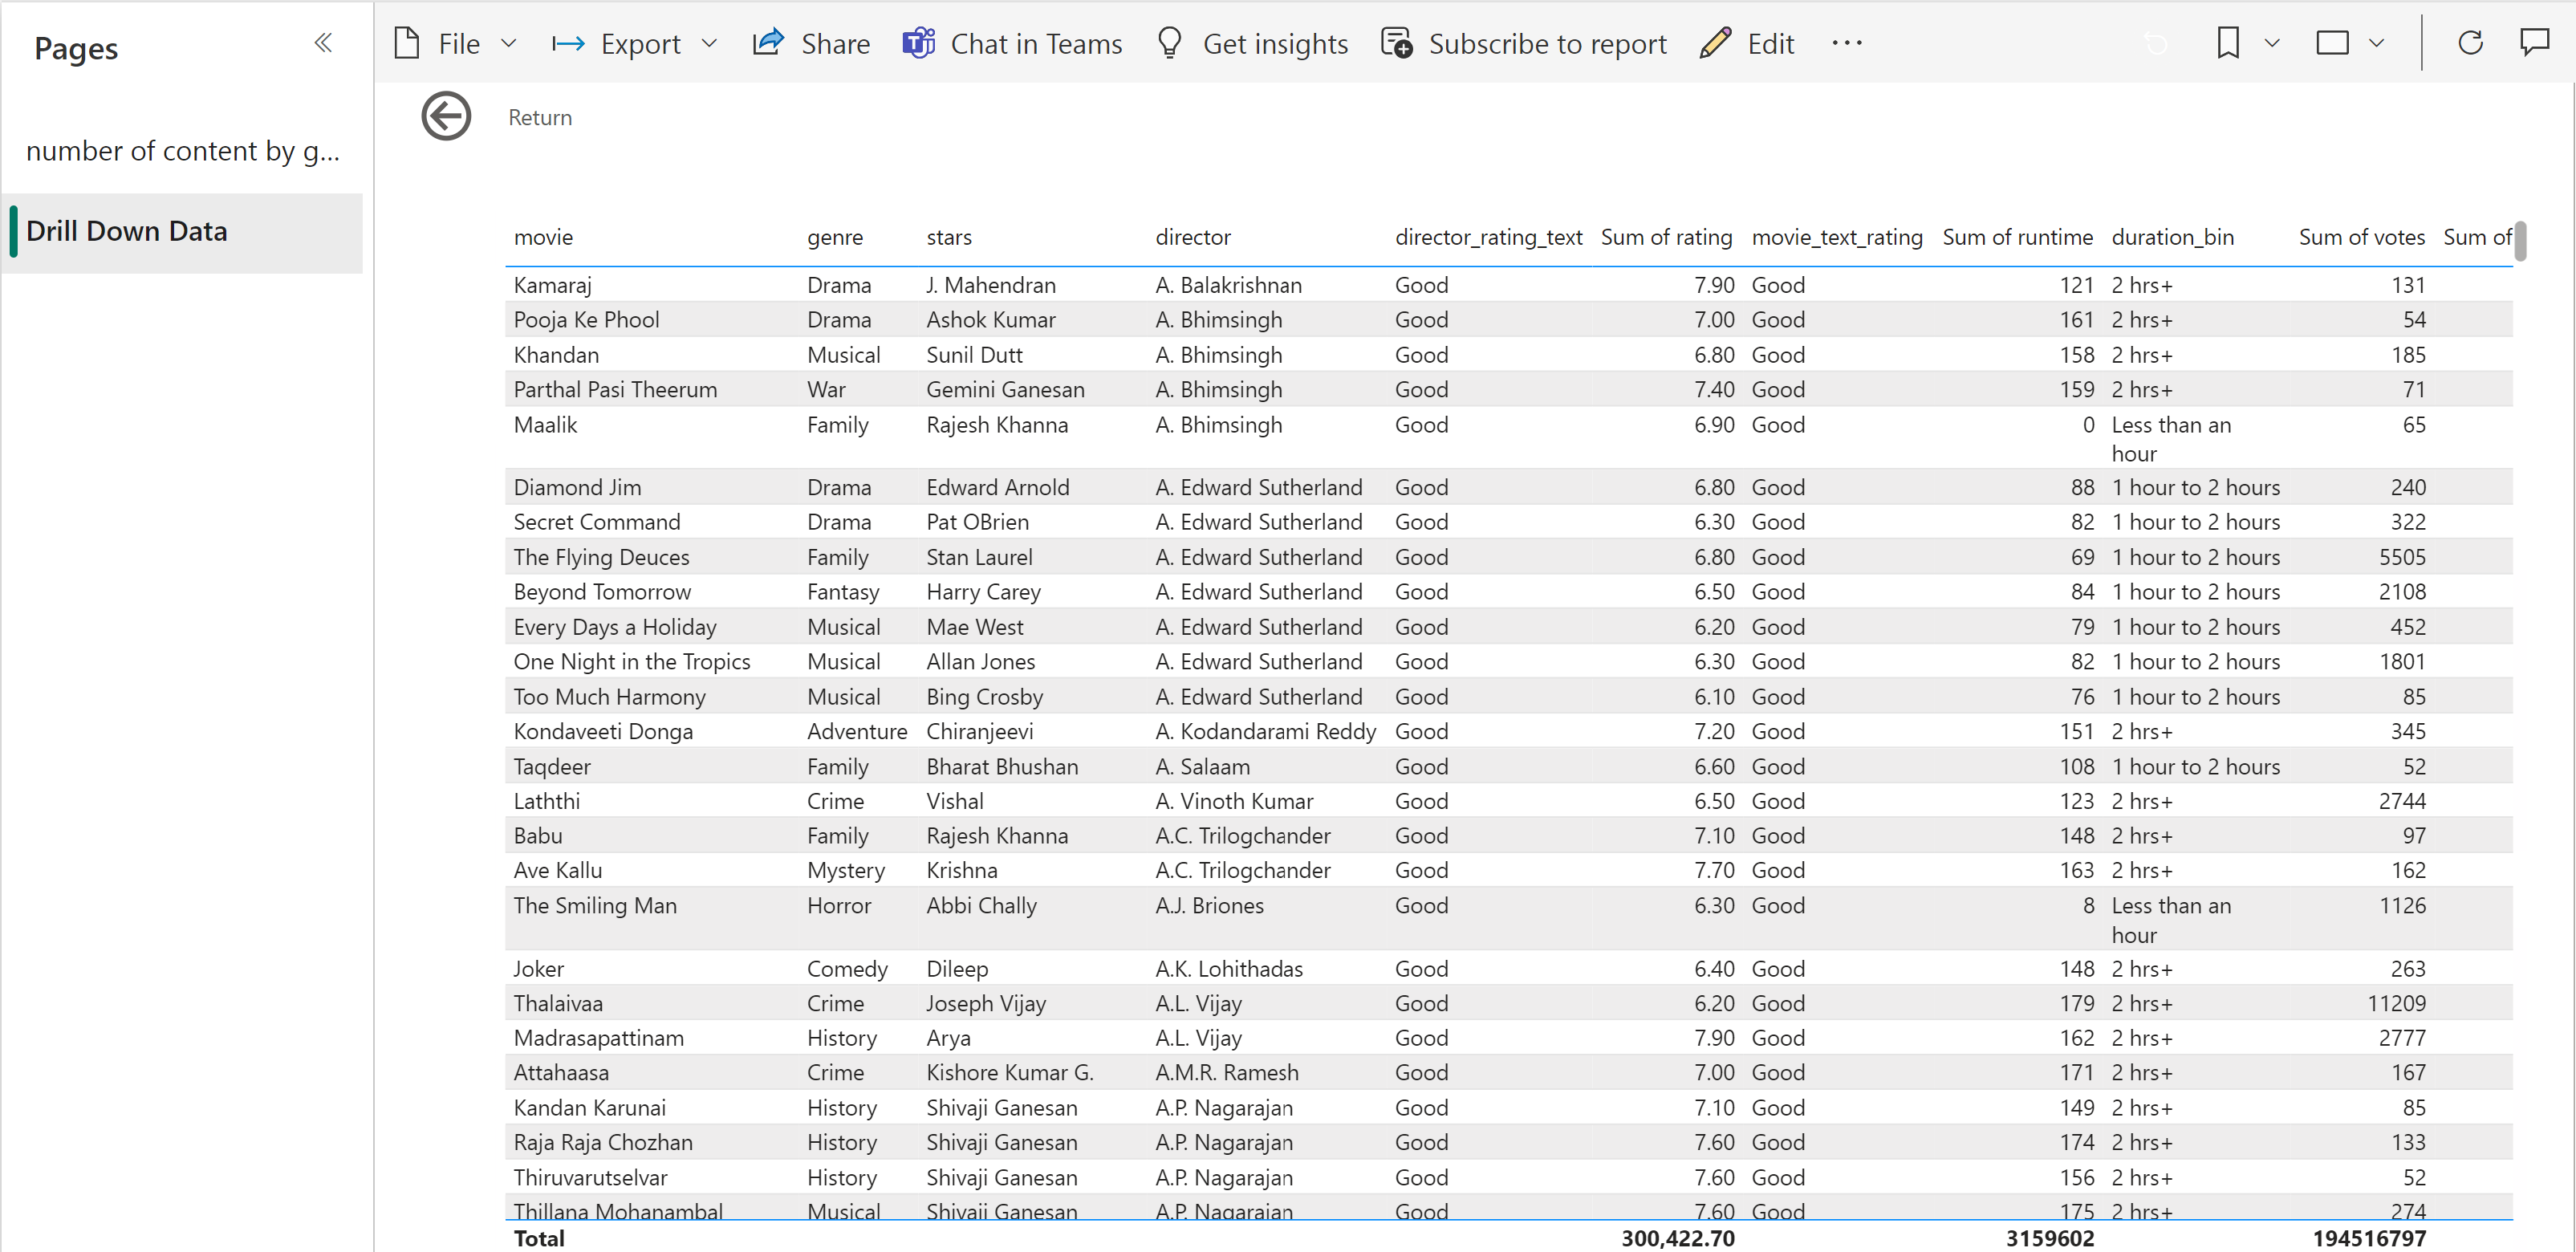 Pages
File Export Share Chat in Teams Get insights Subscribe to report Edit
Return
number of content by g...
Drill Down Data
movie genre stars director director_rating_text Sum of rating movie_text_rating Sum of runtime duration_bin Sum of votes Sum of
Kamaraj Drama J. Mahendran A. Balakrishnan Good 7.90 Good 121 2 hrs+ 131
Pooja Ke Phool Drama Ashok Kumar A. Bhimsingh Good 7.00 Good 161 2 hrs+ 54
Khandan Musical Sunil Dutt A. Bhimsingh Good 6.80 Good 158 2 hrs+ 185
Parthal Pasi Theerum War Gemini Ganesan A. Bhimsingh Good 7.40 Good 159 2 hrs+ 71
Maalik Family Rajesh Khanna A. Bhimsingh Good 6.90 Good 0 Less than an 65
hour
Diamond Jim Drama Edward Arnold A. Edward Sutherland Good 6.80 Good 88 1 hour to 2 hours 240
Secret Command Drama Pat OBrien A. Edward Sutherland Good 6.30 Good 82 1 hour to 2 hours 322
The Flying Deuces Family Stan Laurel A. Edward Sutherland Good 6.80 Good 69 1 hour to 2 hours 5505
Beyond Tomorrow Fantasy Harry Carey A. Edward Sutherland Good 6.50 Good 84 1 hour to 2 hours 2108
Every Days a Holiday Musical Mae West A. Edward Sutherland Good 6.20 Good 79 1 hour to 2 hours 452
One Night in the Tropics Musical Allan Jones A. Edward Sutherland Good 6.30 Good 82 1 hour to 2 hours 1801
Too Much Harmony Musical Bing Crosby A. Edward Sutherland Good 6.10 Good 76 1 hour to 2 hours 85
Kondaveeti Donga Adventure Chiranjeevi A. Kodandarami Reddy Good 7.20 Good 151 2 hrs+ 345
Taqdeer Family Bharat Bhushan A. Salaam Good 6.60 Good 108 1 hour to 2 hours 52
Laththi Crime Vishal A. Vinoth Kumar Good 6.50 Good 123 2 hrs+ 2744
Babu Family Rajesh Khanna A.C. Trilogchander Good 7.10 Good 148 2 hrs+ 97
Ave Kallu Mystery Krishna A.C. Trilogchander Good 7.70 Good 163 2 hrs+ 162
The Smiling Man Horror Abbi Chally A.J. Briones Good 6.30 Good 8 Less than an 1126
hour
Joker Comedy Dileep A.K. Lohithadas Good 6.40 Good 148 2 hrs+ 263
Thalaivaa Crime Joseph Vijay A.L. Vijay Good 6.20 Good 179 2 hrs+ 11209
Madrasapattinam History Arya A.L. Vijay Good 7.90 Good 162 2 hrs+ 2777
Attahaasa Crime Kishore Kumar G. A.M.R. Ramesh Good 7.00 Good 171 2 hrs+ 167
Kandan Karunai History Shivaji Ganesan A.P. Nagarajan Good 7.10 Good 149 2 hrs+ 85
Raja Raja Chozhan History Shivaji Ganesan A.P. Nagarajan Good 7.60 Good 174 2 hrs+ 133
Thiruvarutselvar History Shivaji Ganesan A.P. Nagarajan Good 7.60 Good 156 2 hrs+ 52
Thillana Mohanambal Musical Shivaji Ganesan A.P. Nagarajan Good 7.60 Good 175 2 hrs+ 274
Total 300,422.70 3159602 194516797